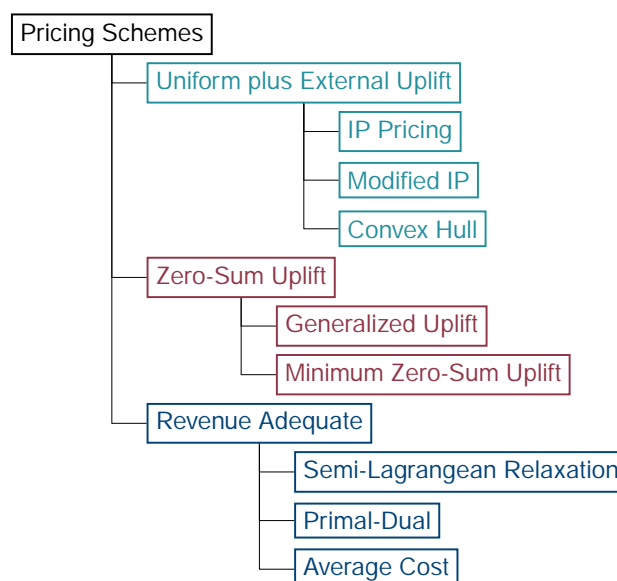 Pricing Schemes
Uniform plus External Uplift
IP Pricing
Modified IP
Convex Hull
Zero-Sum Uplift
Generalized Uplift
Minimum Zero-Sum Uplift
Revenue Adequate
Semi-Lagrangean Relaxation
Primal-Dual
Average Cost